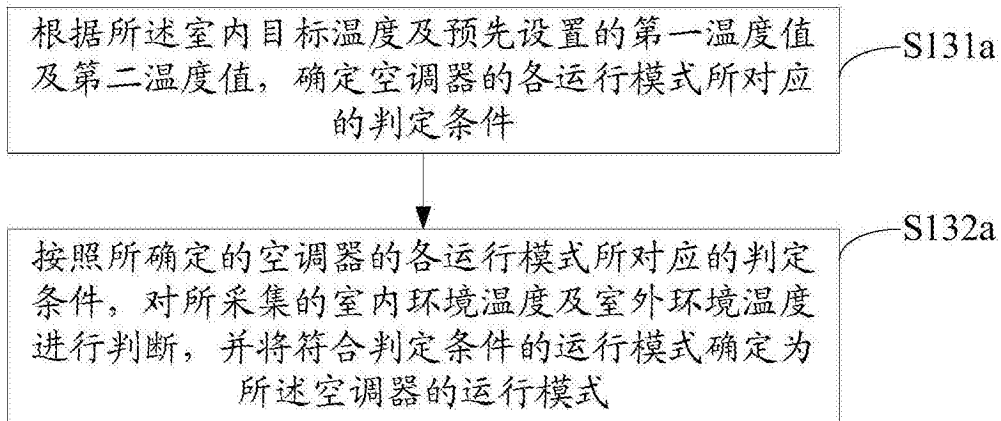 根据所述室内目标温度及预先设置的第一温度值
及第二温度值，确定空调器的各运行模式所对应
的判定条件
S131a
按照所确定的空调器的各运行模式所对应的判定
条件，对所采集的室内环境温度及室外环境温度
进行判断，并将符合判定条件的运行模式确定为
所述空调器的运行模式
S132a